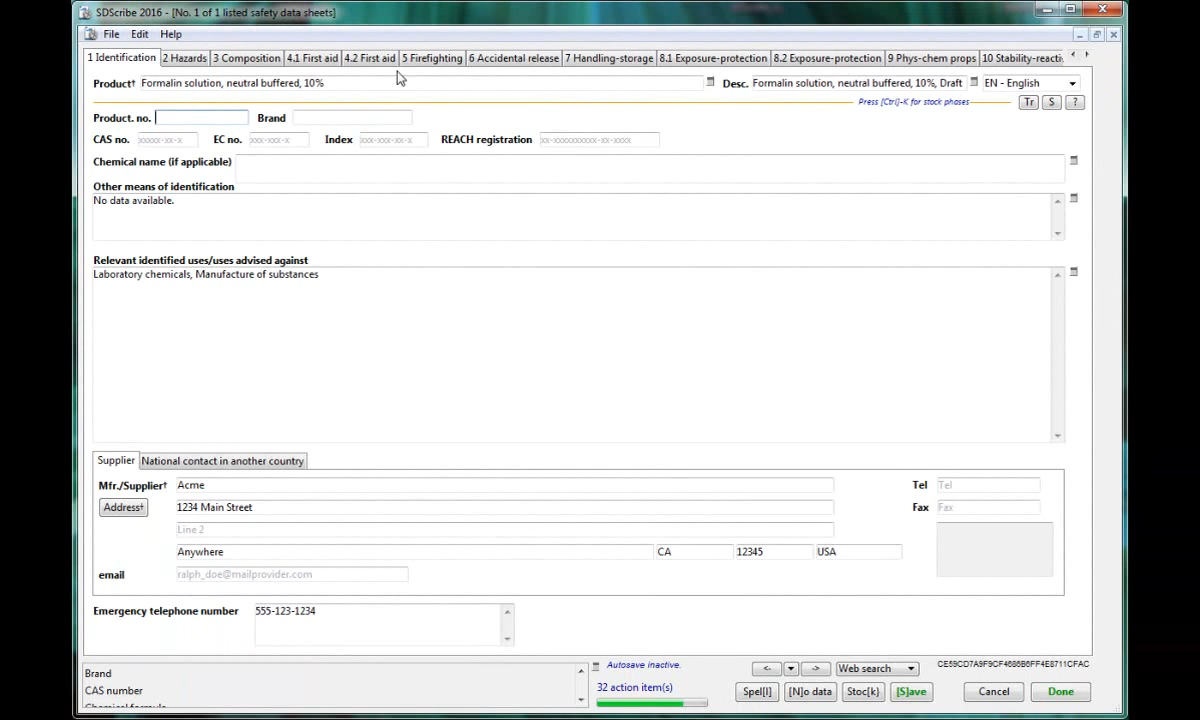 SDScribe 2016 - [No. 1 of 1 listed safety data sheets]
File Edit Help
1 Identification 2 Hazards 3 Composition 4.1 First aid 4.2 First aid 5 Firefighting 6 Accidental release 7 Handling-storage 8.1 Exposure-protection 8.2 Exposure-protection 9 Phys-chem props 10 Stability-reacti
Product† Formalin solution, neutral buffered, 10% Desc. Formalin solution, neutral buffered, 10%, Draft EN - English
Press [Ctrl]-K for stock phases Tr S ?
Product. no. Brand
CAS no. xxxxx-xx-x EC no. xxx-xxx-x Index xxx-xxx-xx-x REACH registration xx-xxxxxxxxxx-xx-xxxx
Chemical name (if applicable)
Other means of identification
No data available.
Relevant identified uses/uses advised against
Laboratory chemicals, Manufacture of substances
Supplier National contact in another country
Mfr./Supplier† Acme Tel Tel
Address† 1234 Main Street Fax Fax
Line 2
Anywhere CA 12345 USA
email ralph_doe@mailprovider.com
Emergency telephone number 555-123-1234
Brand Autosave inactive. <- -> Web search CE59CD7A9F9CF4686B6FF4E8711CFAC
CAS number 32 action item(s) Spel[l] [N]o data Stoc[k] [S]ave Cancel Done
Chemical formula